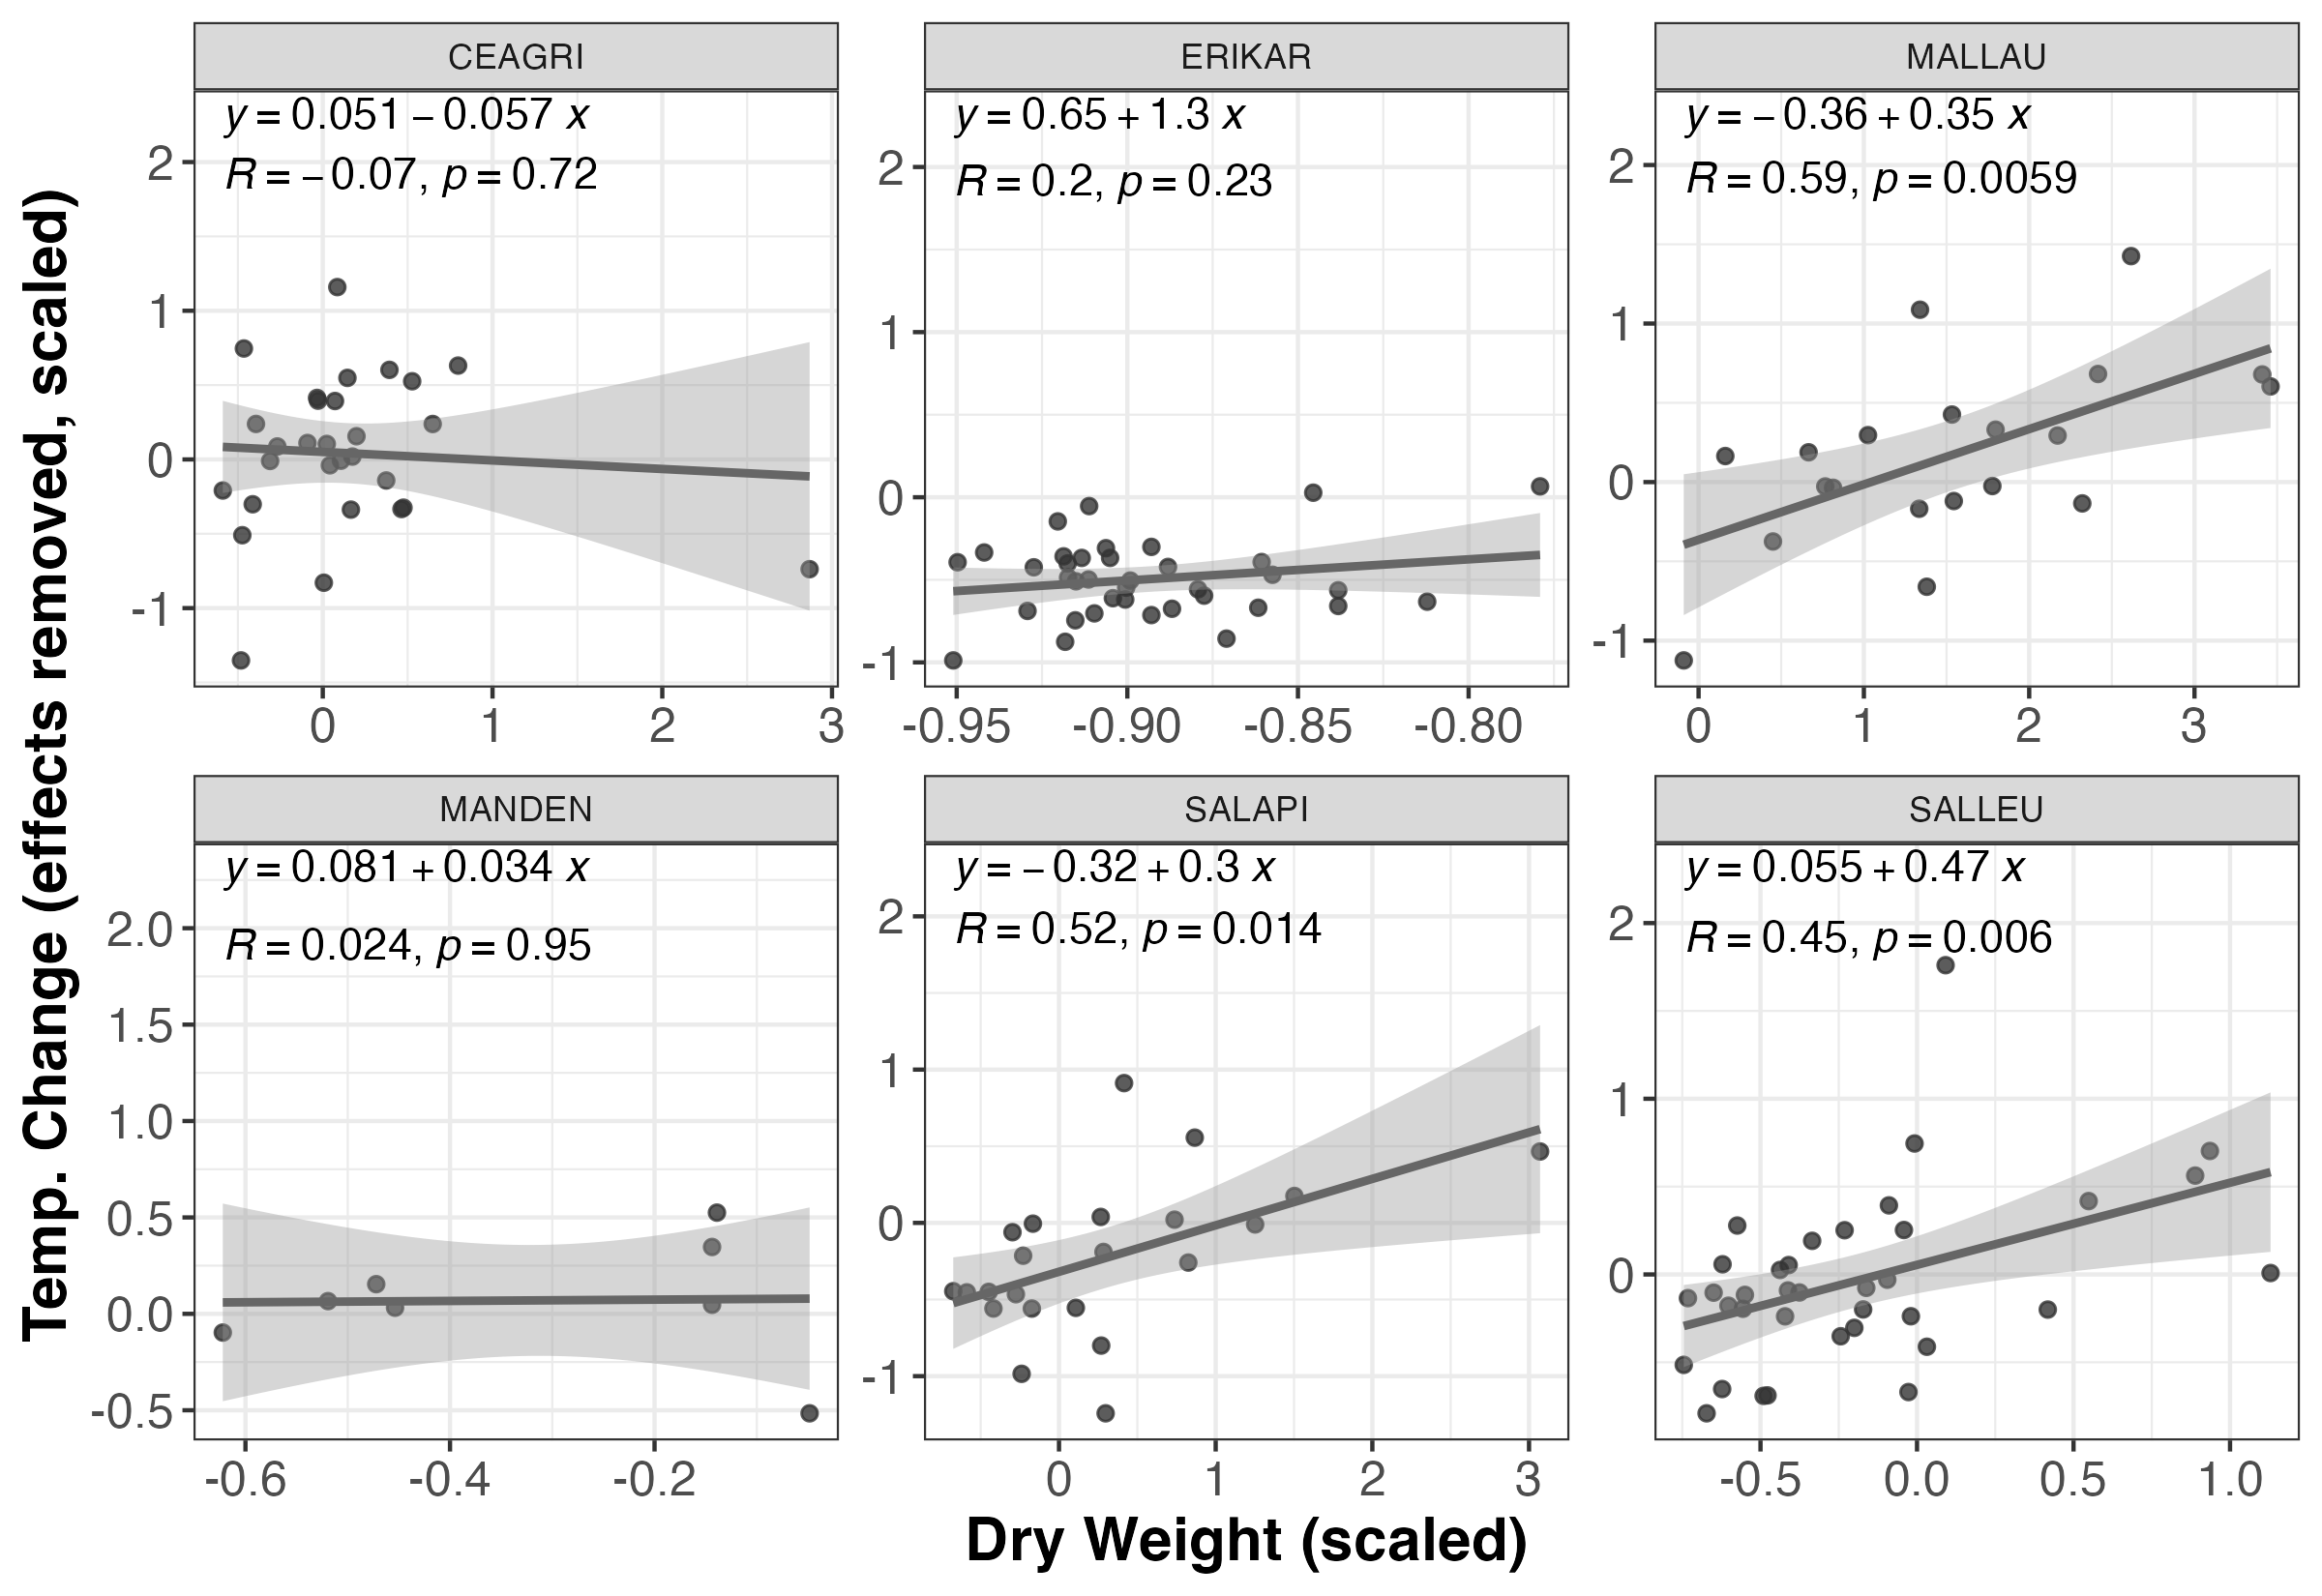 Temp. Change (effects removed, scaled)
CEAGRI
y = 0.051 − 0.057 x
R = −0.07, p = 0.72
2
1
0
-1
0 1 2 3
ERIKAR
y = 0.65 + 1.3 x
R = 0.2, p = 0.23
2
1
0
-1
-0.95 -0.90 -0.85 -0.80
MALLAU
y = −0.36 + 0.35 x
R = 0.59, p = 0.0059
2
1
0
-1
0 1 2 3
MANDEN
y = 0.081 + 0.034 x
R = 0.024, p = 0.95
2.0
1.5
1.0
0.5
0.0
-0.5
-0.6 -0.4 -0.2
SALAPI
y = −0.32 + 0.3 x
R = 0.52, p = 0.014
2
1
0
-1
0 1 2 3
SALLEU
y = 0.055 + 0.47 x
R = 0.45, p = 0.006
2
1
0
-0.5 0.0 0.5 1.0
Dry Weight (scaled)